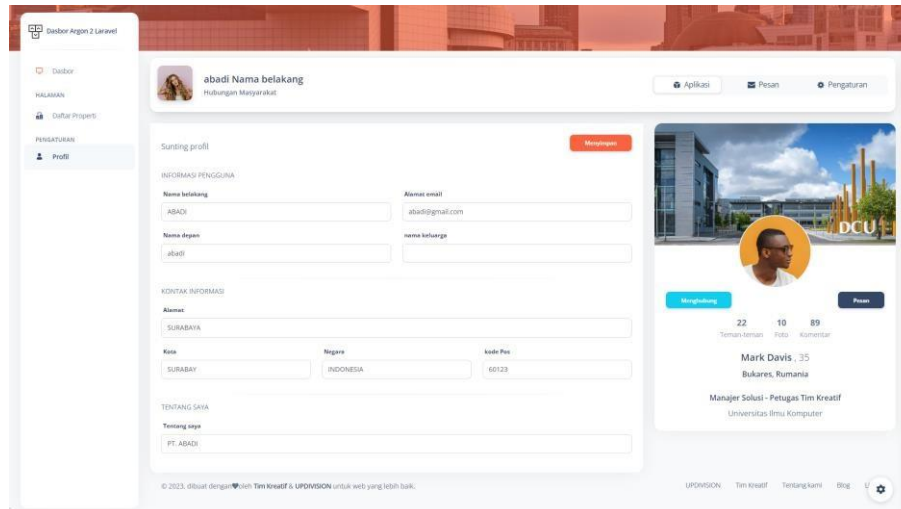 Dasbor Argon 2 Laravel
Dasbor
HALAMAN
Daftar Properti
PENGATURAN
Profil
abadi Nama belakang
Hubungan Masyarakat
Aplikasi
Pesan
Pengaturan
Sunting profil
Menyimpan
INFORMASI PENGGUNA
Nama belakang
Alamat email
ABADI
abadi@gmail.com
Nama depan
nama keluarga
abadi
KONTAK INFORMASI
Alamat
SURABAYA
Kota
Negara
kode Pos
SURABAY
INDONESIA
60123
TENTANG SAYA
Tentang saya
PT. ABADI
DCU
Menghubung
Pesan
22 10 89
Teman-teman Foto Komentar
Mark Davis , 35
Bukares, Rumania
Manajer Solusi - Petugas Tim Kreatif
Universitas Ilmu Komputer
© 2023, dibuat dengan oleh Tim Kreatif & UPDIVISION untuk web yang lebih baik.
UPDIVISION Tim Kreatif Tentang kami Blog